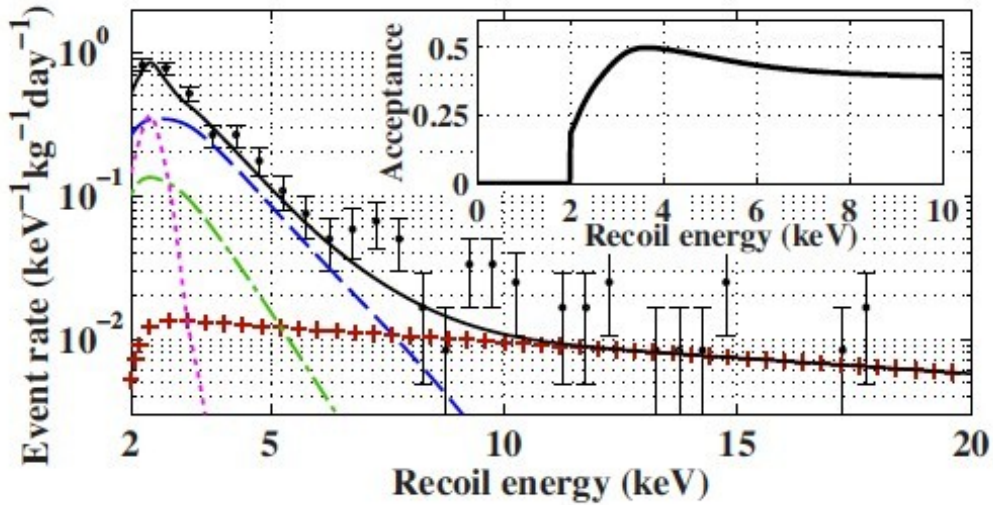 Event rate (keV⁻¹kg⁻¹day⁻¹)
10⁰
10⁻¹
10⁻²
2 5 10 15 20
Recoil energy (keV)
Acceptance
0.5
0.25
0
0 2 4 6 8 10
Recoil energy (keV)